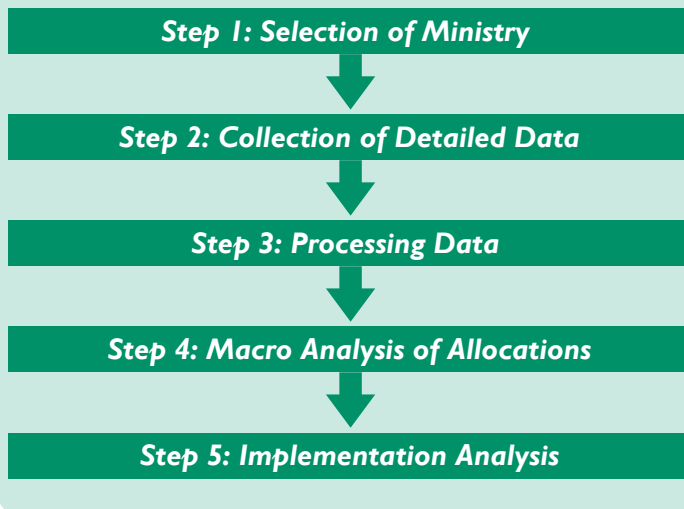 Step 1: Selection of Ministry
Step 2: Collection of Detailed Data
Step 3: Processing Data
Step 4: Macro Analysis of Allocations
Step 5: Implementation Analysis